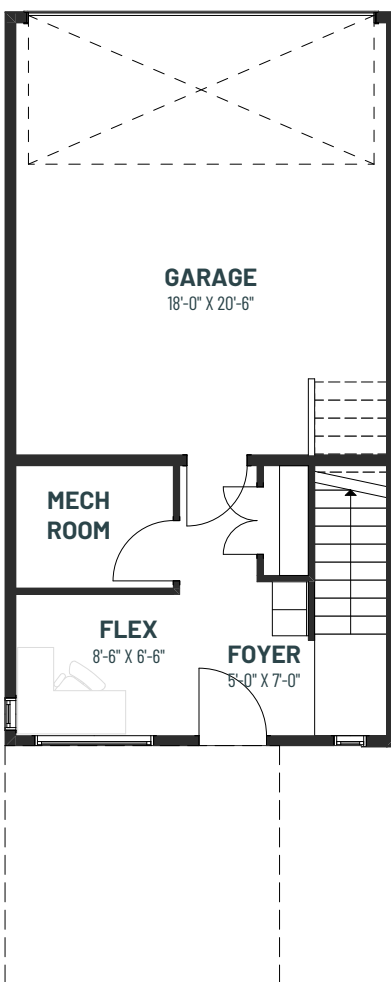 GARAGE
18'-0" X 20'-6"
MECH
ROOM
FLEX
8'-6" X 6'-6"
FOYER
5'-0" X 7'-0"